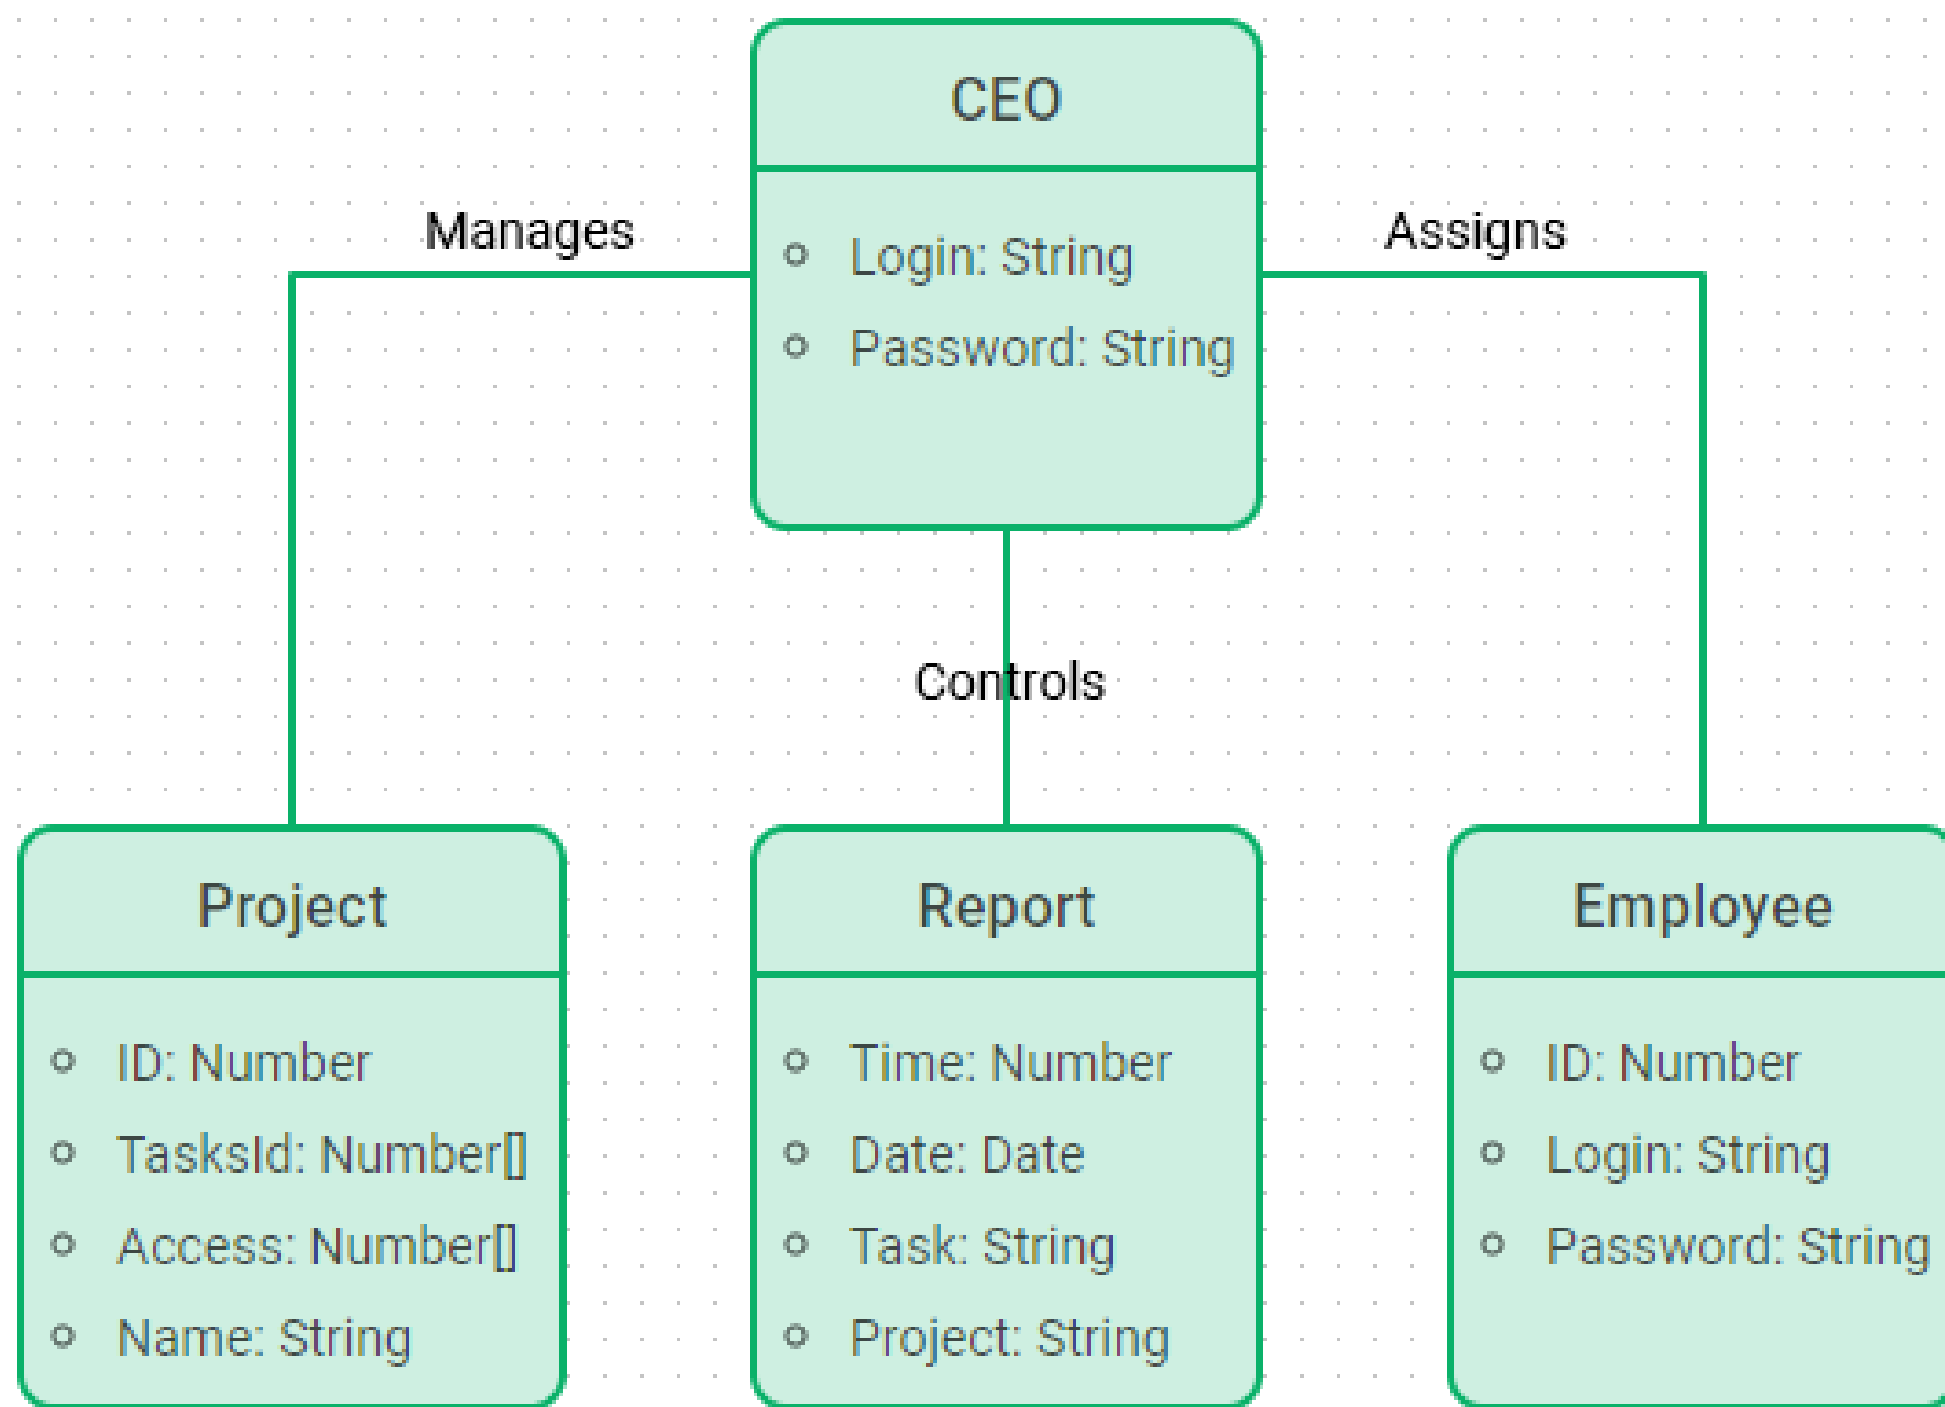 CEO
Login: String
Password: String
Manages
Assigns
Controls
Project
ID: Number
TasksId: Number[]
Access: Number[]
Name: String
Report
Time: Number
Date: Date
Task: String
Project: String
Employee
ID: Number
Login: String
Password: String